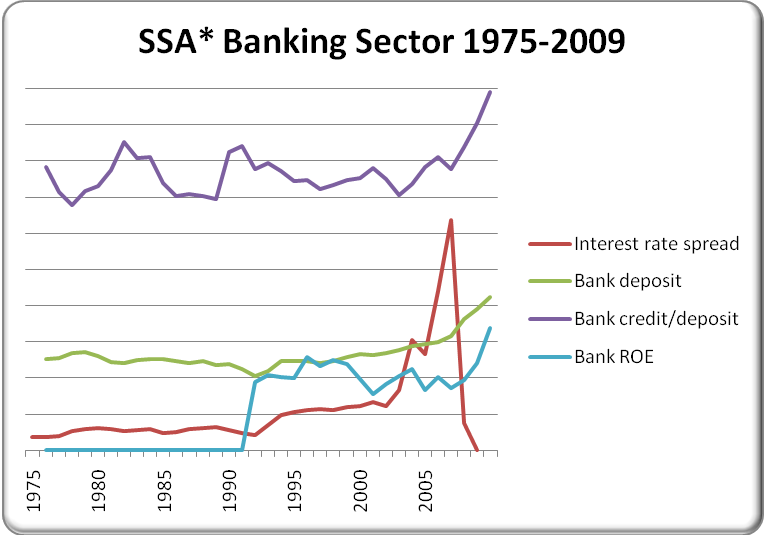 SSA* Banking Sector 1975-2009
Interest rate spread
Bank deposit
Bank credit/deposit
Bank ROE
1975
1980
1985
1990
1995
2000
2005